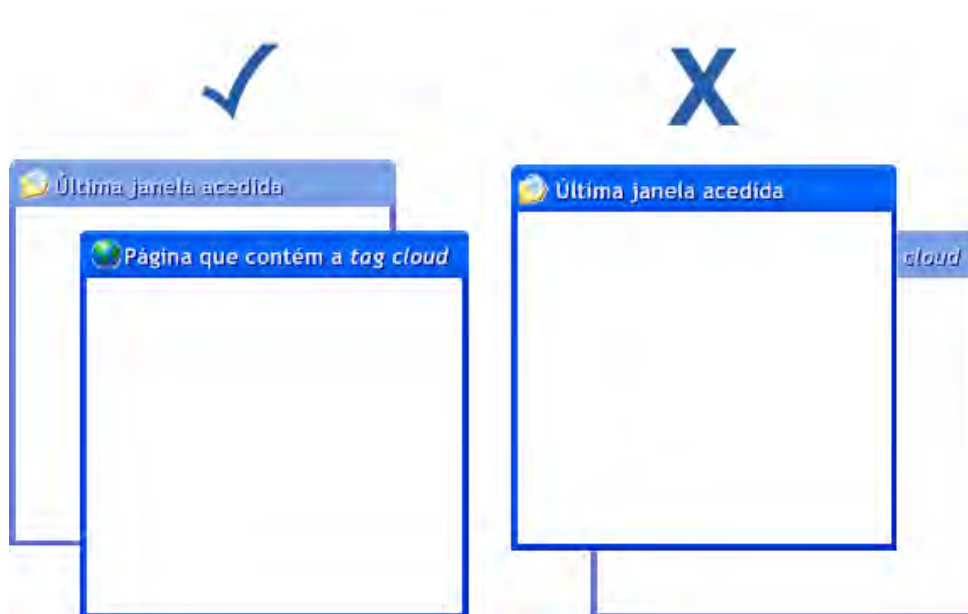 Última janela acedida
Página que contém a tag cloud
X
Última janela acedida
cloud